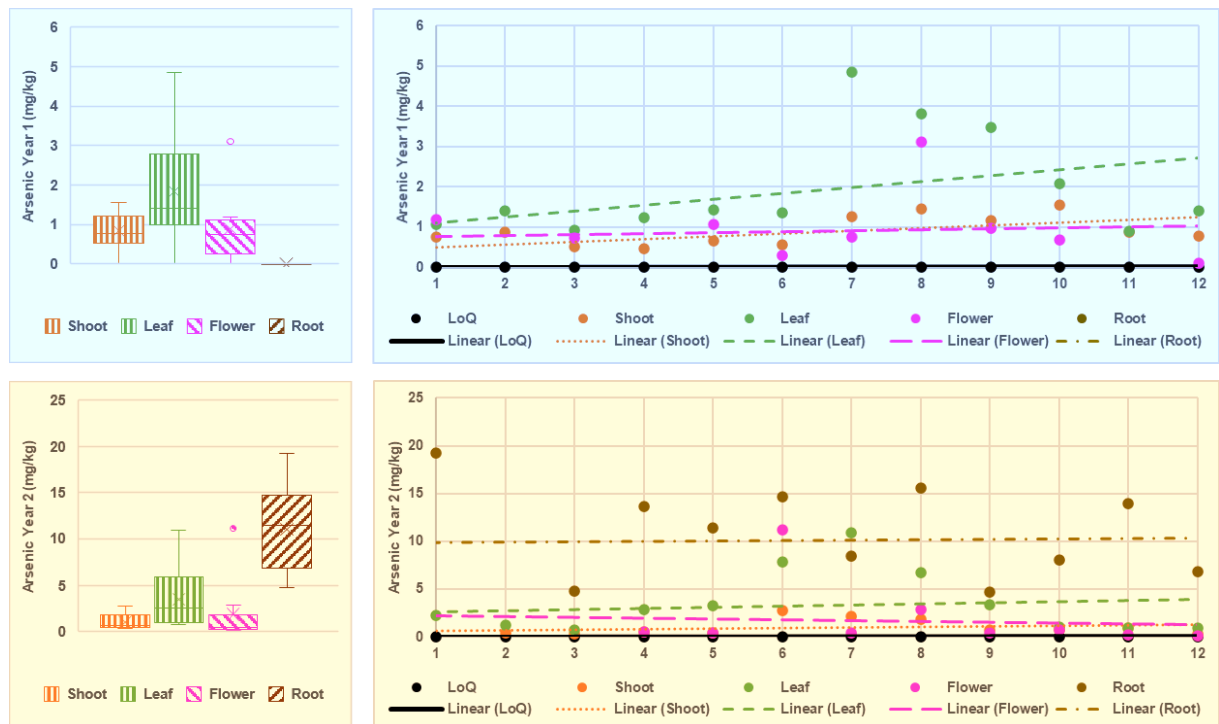 Arsenic Year 1 (mg/kg)
6
5
4
3
2
1
0
Shoot Leaf Flower Root
Arsenic Year 1 (mg/kg)
6
5
4
3
2
1
0
1 2 3 4 5 6 7 8 9 10 11 12
LoQ Shoot Leaf Flower Root
Linear (LoQ) Linear (Shoot) Linear (Leaf) Linear (Flower) Linear (Root)
Arsenic Year 2 (mg/kg)
25
20
15
10
5
0
Shoot Leaf Flower Root
Arsenic Year 2 (mg/kg)
25
20
15
10
5
0
1 2 3 4 5 6 7 8 9 10 11 12
LoQ Shoot Leaf Flower Root
Linear (LoQ) Linear (Shoot) Linear (Leaf) Linear (Flower) Linear (Root)